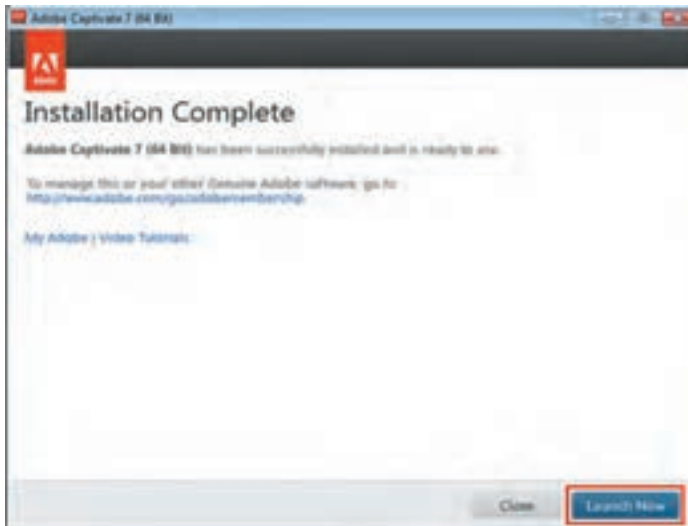 Adobe Captivate 7 (64 Bit)
Adobe
Installation Complete
Adobe Captivate 7 (64 Bit) has been successfully installed and is ready to use.
To manage this or your other Genuine Adobe software, go to
http://www.adobe.com/go/adobemembership.
My Adobe | Video Tutorials
Close
Launch Now